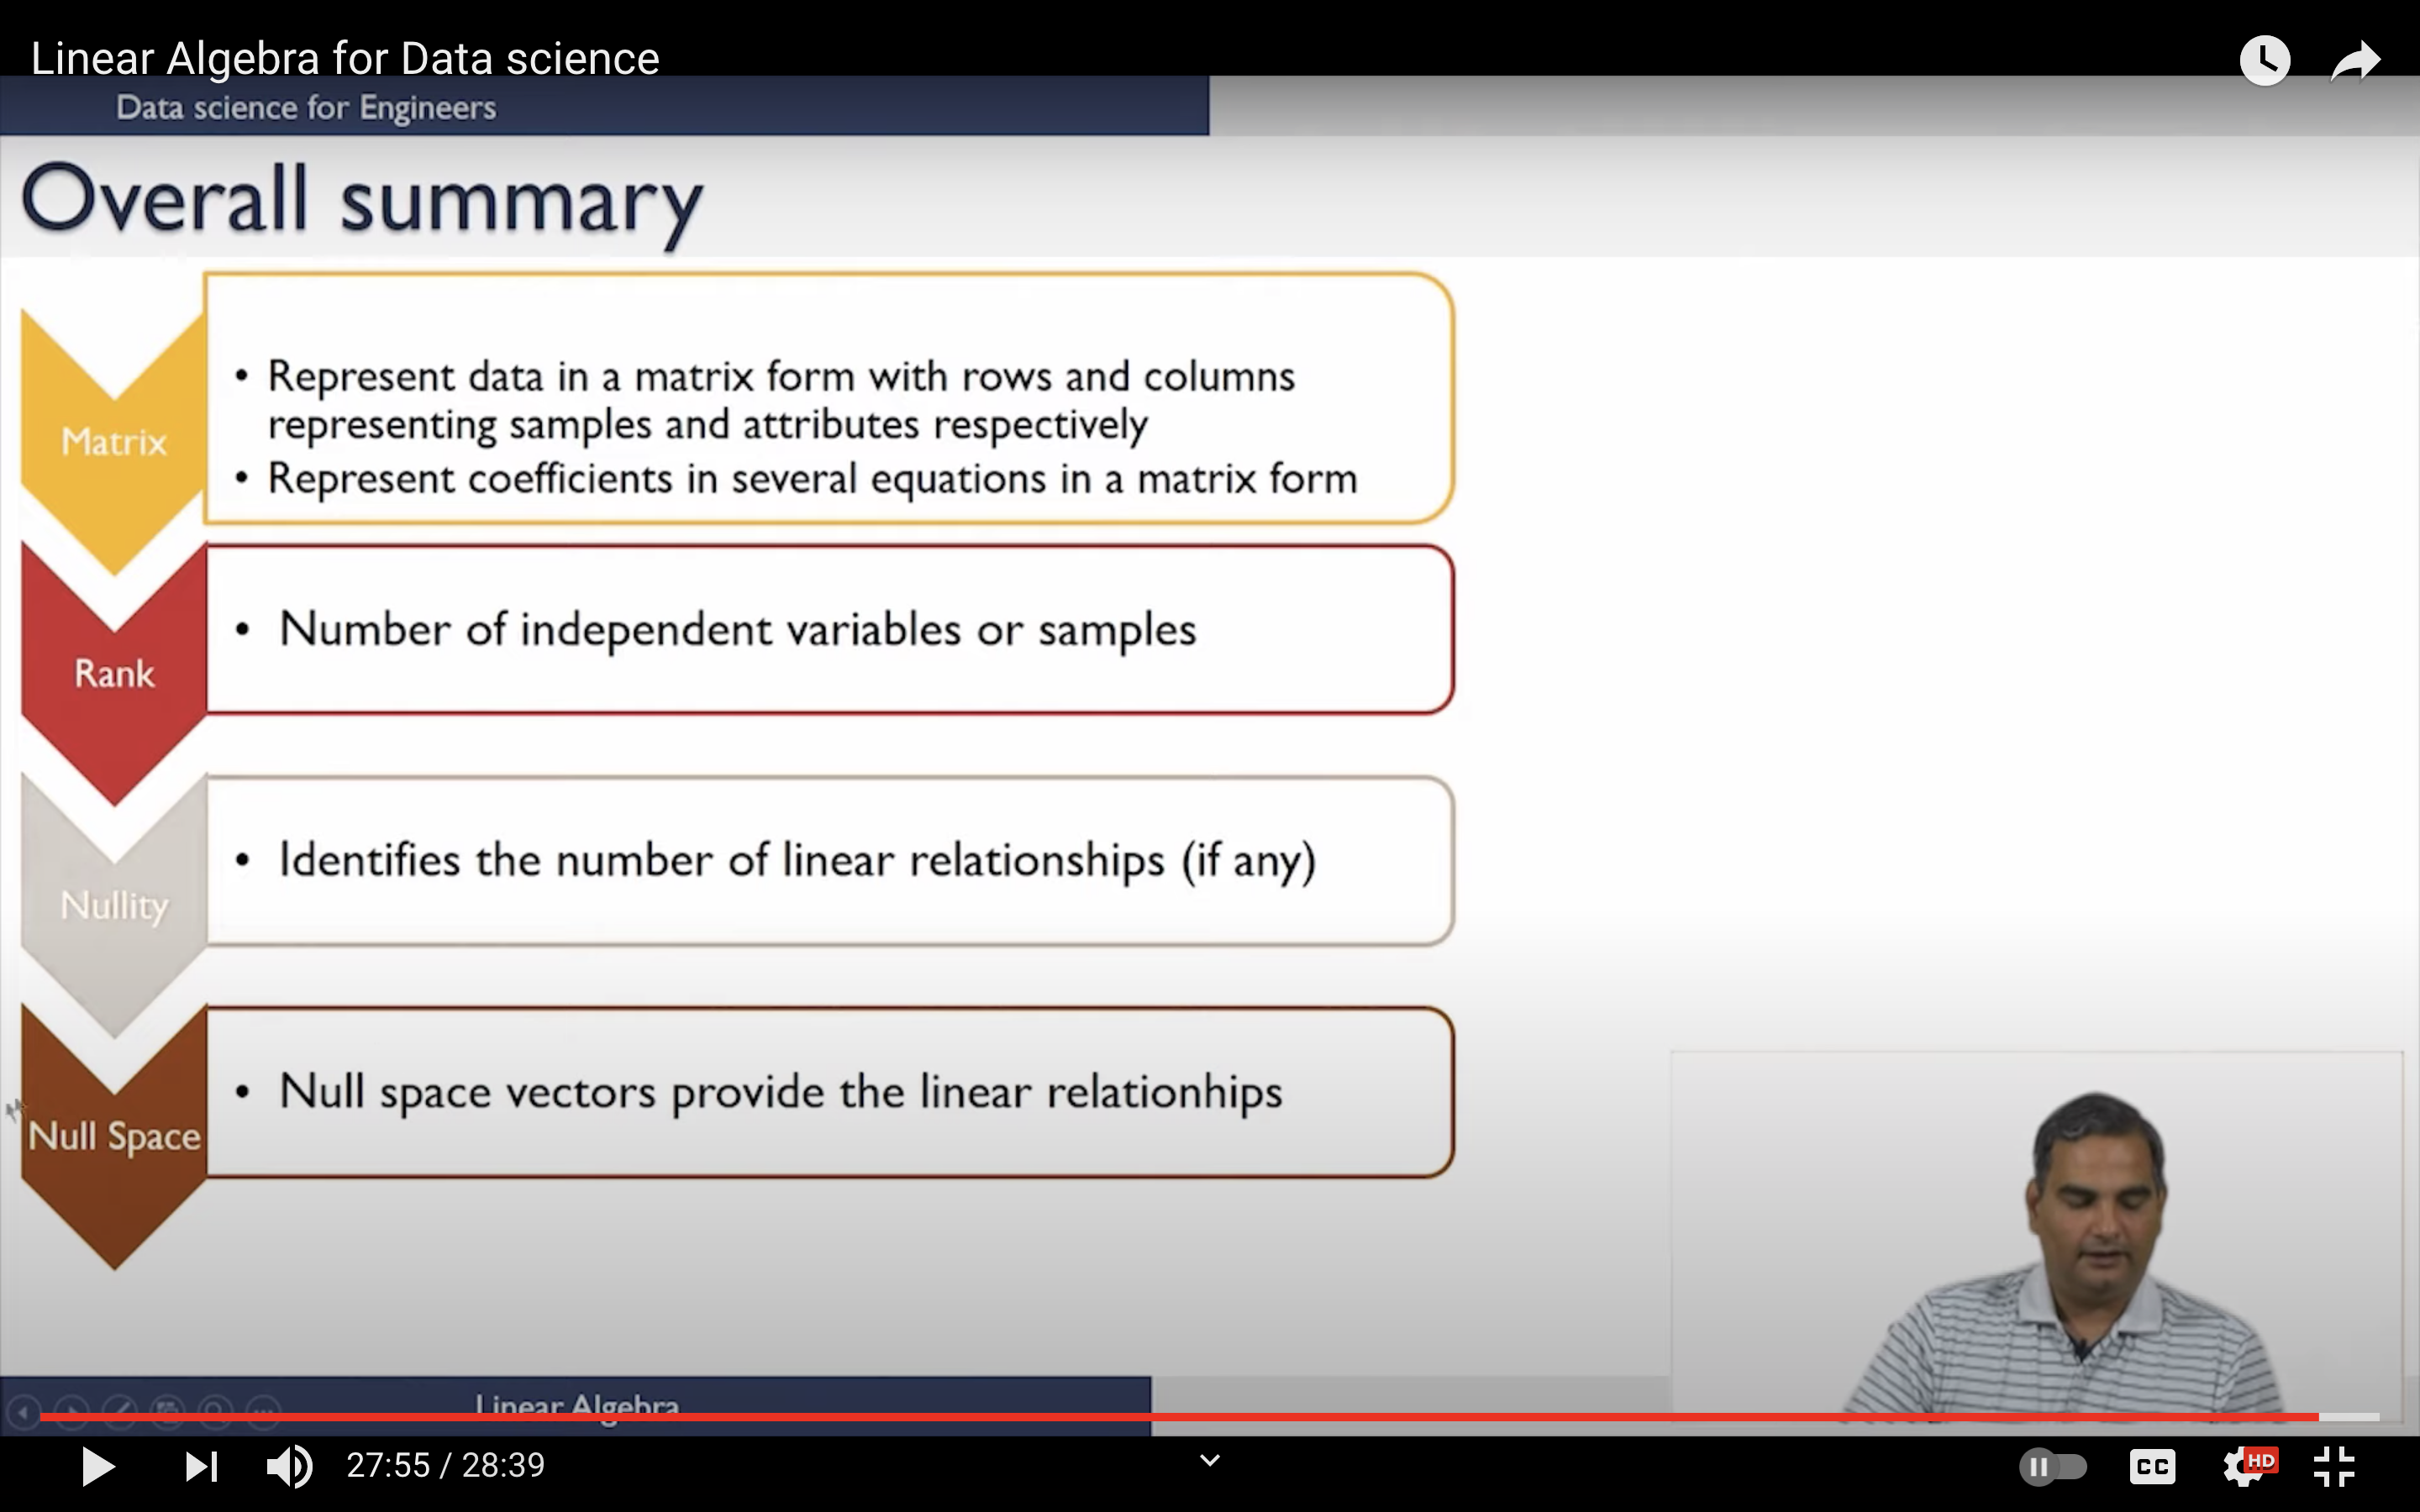 Linear Algebra for Data science
Data science for Engineers
Overall summary
Matrix
• Represent data in a matrix form with rows and columns
representing samples and attributes respectively
• Represent coefficients in several equations in a matrix form
Rank
• Number of independent variables or samples
Nullity
• Identifies the number of linear relationships (if any)
Null Space
• Null space vectors provide the linear relationhips
Linear Algebra
27:55 / 28:39
CC
HD